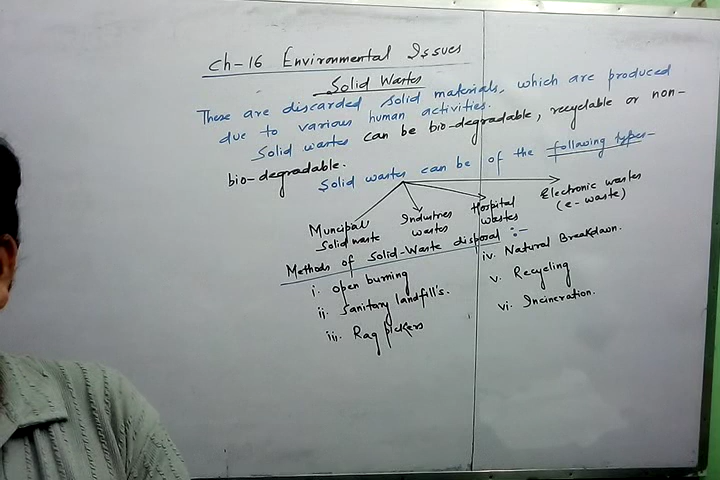 Ch-16 Environmental Issues
Solid Wastes
These are discarded solid materials, which are produced
due to various human activities.
Solid wastes can be bio-degradable, recyclable or non-
bio-degradable.
Solid wastes can be of the following types-
Muncipal Solid waste
Industries wastes
Hospital wastes
Electronic wastes (e-waste)
Methods of Solid-Waste disposal :-
i. open burning
ii. Sanitary landfill's.
iii. Rag pickers
iv. Natural Breakdown.
v. Recycling
vi. Incineration.